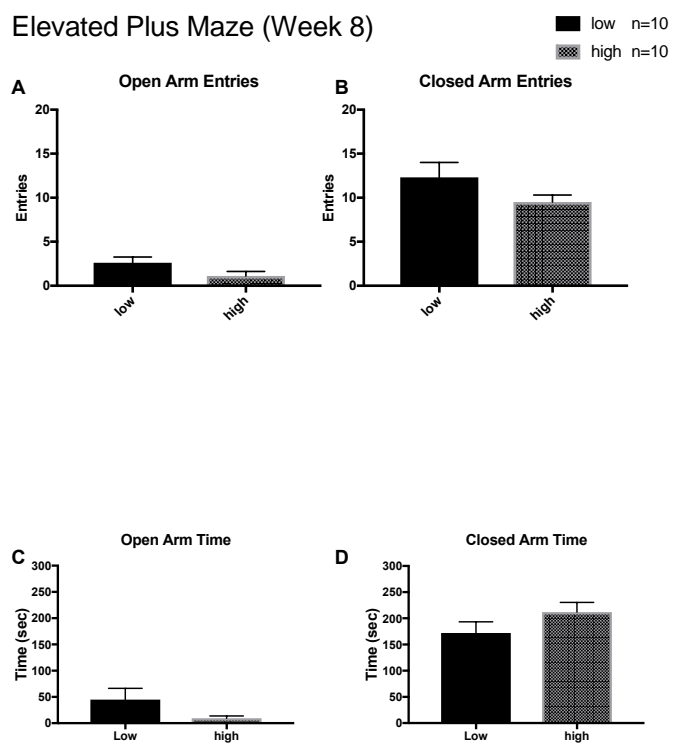 Elevated Plus Maze (Week 8)
low n=10
high n=10
A
Open Arm Entries
20
15
10
5
0
Entries
low
high
B
Closed Arm Entries
20
15
10
5
0
Entries
low
high
C
Open Arm Time
300
250
200
150
100
50
0
Time (sec)
Low
high
D
Closed Arm Time
300
250
200
150
100
50
0
Time (sec)
Low
high